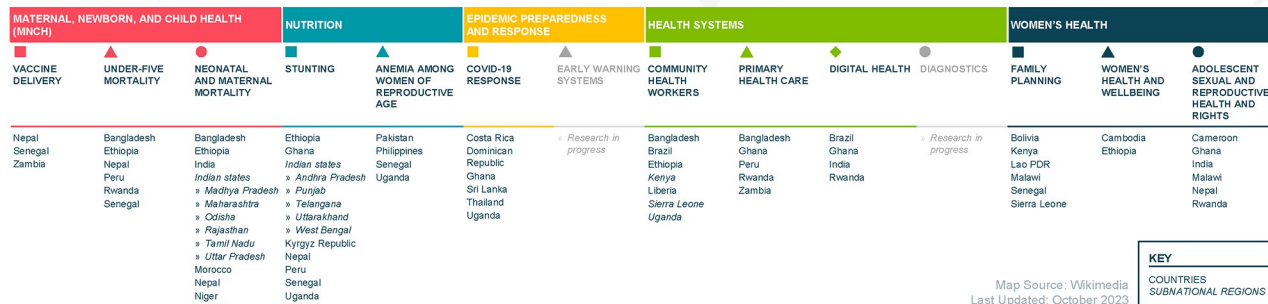 MATERNAL, NEWBORN, AND CHILD HEALTH
(MNCH)
NUTRITION
EPIDEMIC PREPAREDNESS
AND RESPONSE
HEALTH SYSTEMS
WOMEN'S HEALTH
VACCINE
DELIVERY
UNDER-FIVE
MORTALITY
NEONATAL
AND MATERNAL
MORTALITY
STUNTING
ANEMIA AMONG
WOMEN OF
REPRODUCTIVE
AGE
COVID-19
RESPONSE
EARLY WARNING
SYSTEMS
COMMUNITY
HEALTH
WORKERS
PRIMARY
HEALTH CARE
DIGITAL HEALTH
DIAGNOSTICS
FAMILY
PLANNING
WOMEN'S
HEALTH AND
WELLBEING
ADOLESCENT
SEXUAL AND
REPRODUCTIVE
HEALTH AND
RIGHTS
Nepal
Senegal
Zambia
Bangladesh
Ethiopia
Nepal
Peru
Rwanda
Senegal
Bangladesh
Ethiopia
India
Indian states
» Madhya Pradesh
» Maharashtra
» Odisha
» Rajasthan
» Tamil Nadu
» Uttar Pradesh
Morocco
Nepal
Niger
Ethiopia
Ghana
Indian states
» Andhra Pradesh
» Punjab
» Telangana
» Uttarakhand
» West Bengal
Kyrgyz Republic
Nepal
Peru
Senegal
Uganda
Pakistan
Philippines
Senegal
Uganda
Costa Rica
Dominican
Republic
Ghana
Sri Lanka
Thailand
Uganda
» Research in
progress
Bangladesh
Brazil
Ethiopia
Kenya
Liberia
Sierra Leone
Uganda
Bangladesh
Ghana
Peru
Rwanda
Zambia
Brazil
Ghana
India
Rwanda
» Research in
progress
Bolivia
Kenya
Lao PDR
Malawi
Senegal
Sierra Leone
Cambodia
Ethiopia
Cameroon
Ghana
India
Malawi
Nepal
Rwanda
KEY
COUNTRIES
SUBNATIONAL REGIONS
Map Source: Wikimedia
Last Updated: October 2023